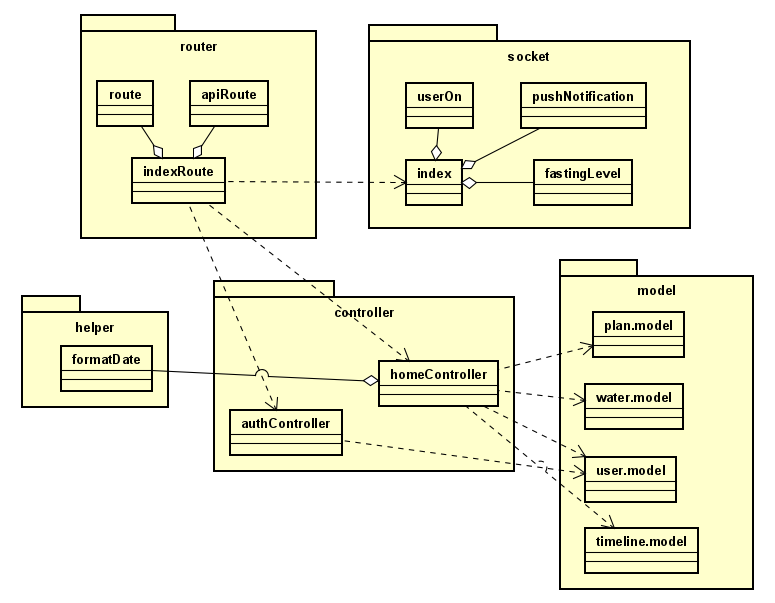 router
route
apiRoute
indexRoute
socket
userOn
pushNotification
index
fastingLevel
helper
formatDate
controller
homeController
authController
model
plan.model
water.model
user.model
timeline.model